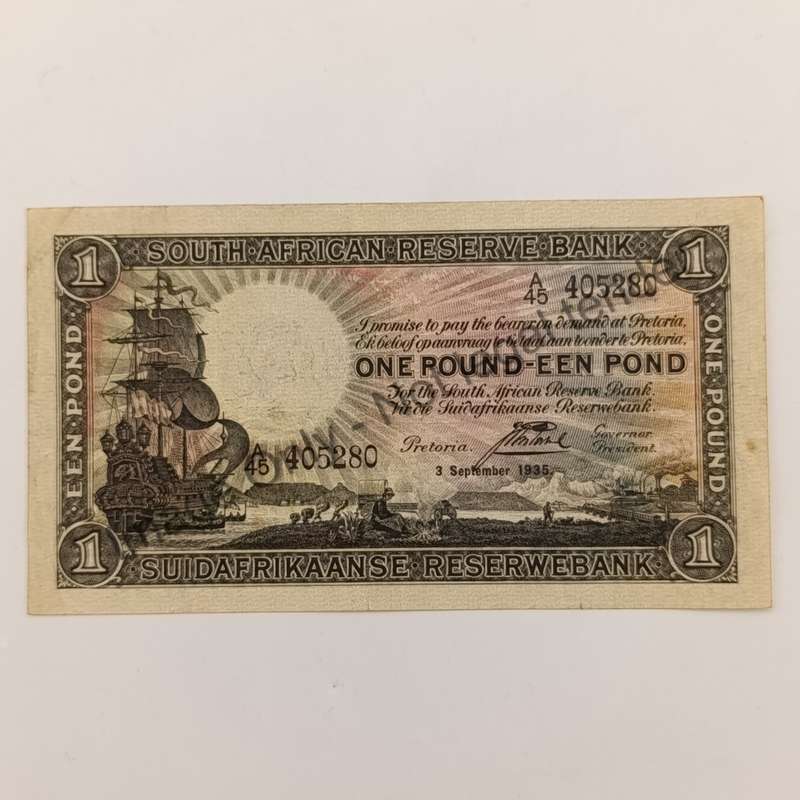 1 SOUTH·AFRICAN·RESERVE·BANK 1
A/45 405280
I promise to pay the bearer on demand at Pretoria,
Ek beloof op aanvraag te betaal aan toonder te Pretoria,
ONE POUND-EEN POND
For the South African Reserve Bank.
Vir die Suidafrikaanse Reserwebank.
Pretoria. Governor
President.
A/45 405280
3 September 1935
EEN·POND
ONE·POUND
1 SUIDAFRIKAANSE·RESERWEBANK 1